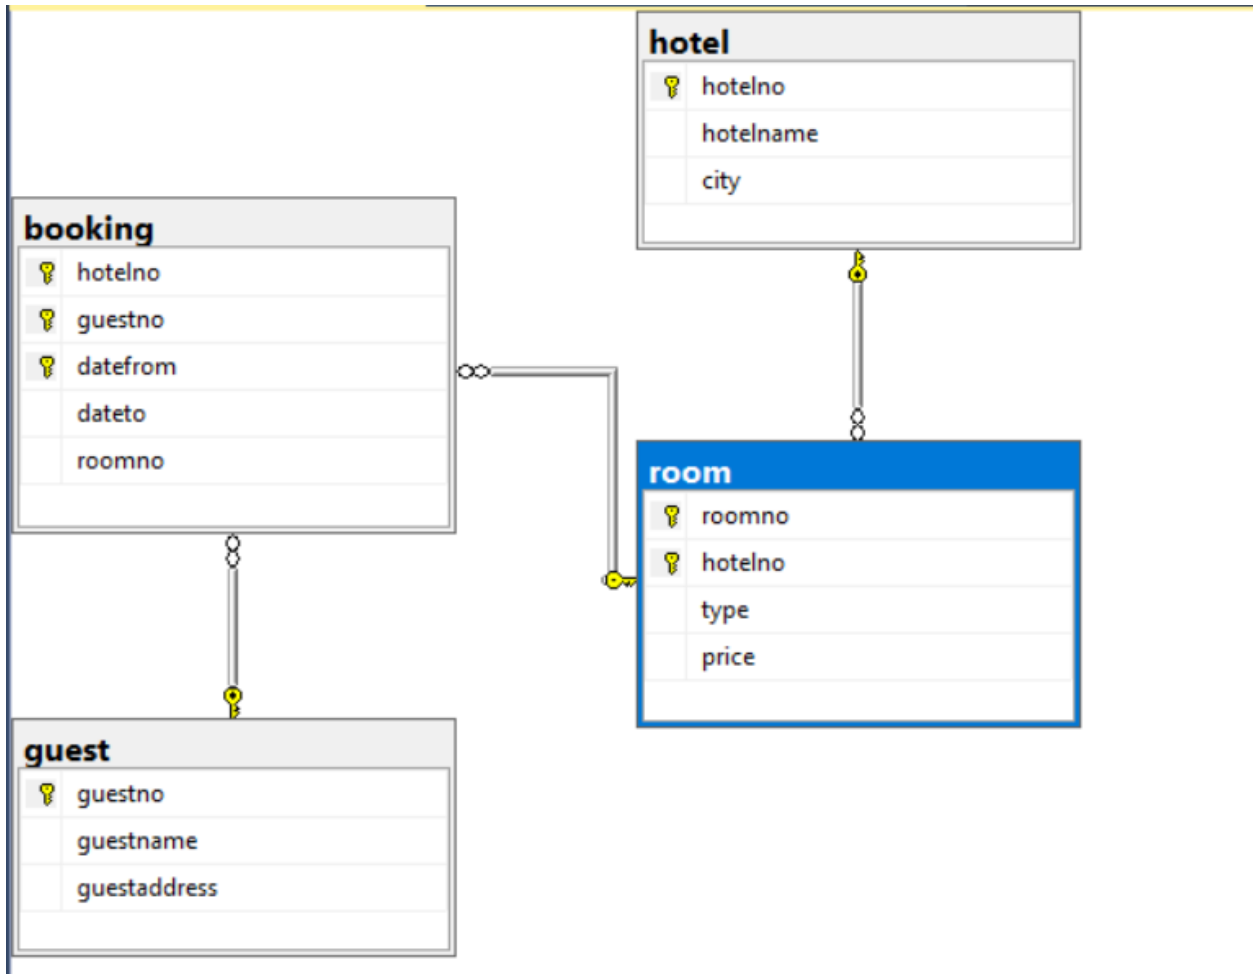 hotel
hotelno
hotelname
city
booking
hotelno
guestno
datefrom
dateto
roomno
room
roomno
hotelno
type
price
guest
guestno
guestname
guestaddress